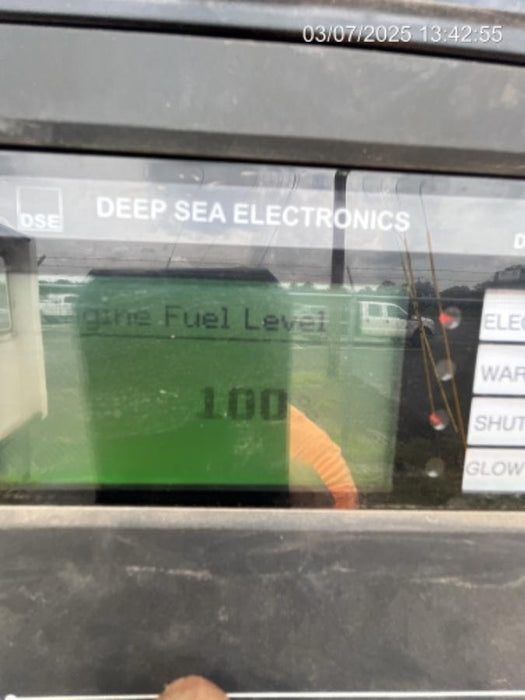 03/07/2025 13:42:55
DSE
DEEP SEA ELECTRONICS
D
gine Fuel Level
100%
ELEC
WAR
SHUT
GLOW